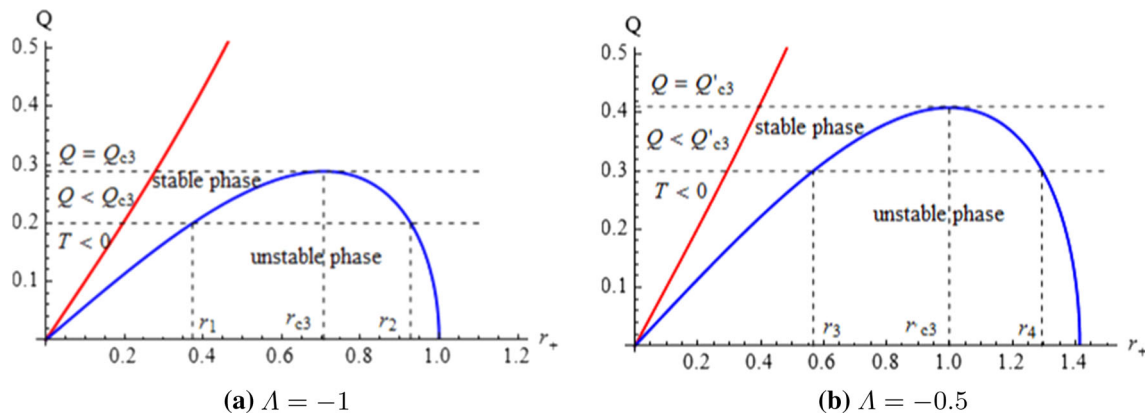 Q
0.5
0.4
Q = Q_c3
0.3
stable phase
Q < Q_c3
0.2
T < 0
unstable phase
0.1
r_1
r_c3
r_2
0.2
0.4
0.6
0.8
1.0
1.2
r_+
(a) Λ = −1
Q
0.5
Q = Q'_c3
0.4
stable phase
Q < Q'_c3
0.3
T < 0
unstable phase
0.2
0.1
r_3
r'_c3
r_4
0.2
0.4
0.6
0.8
1.0
1.2
1.4
r_+
(b) Λ = −0.5